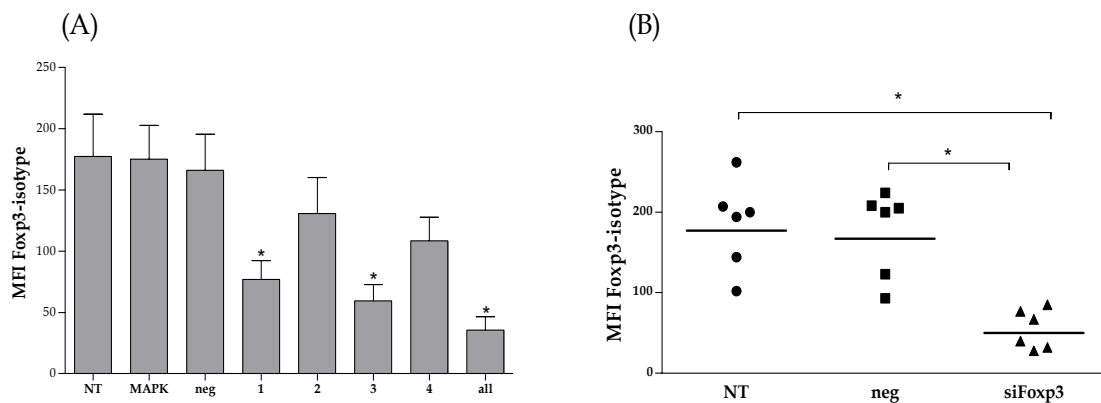 (A)
(B)
MFI Foxp3-isotype
250
200
150
100
50
0
*
*
*
NT MAPK neg 1 2 3 4 all
MFI Foxp3-isotype
300
200
100
0
*
*
NT neg siFoxp3